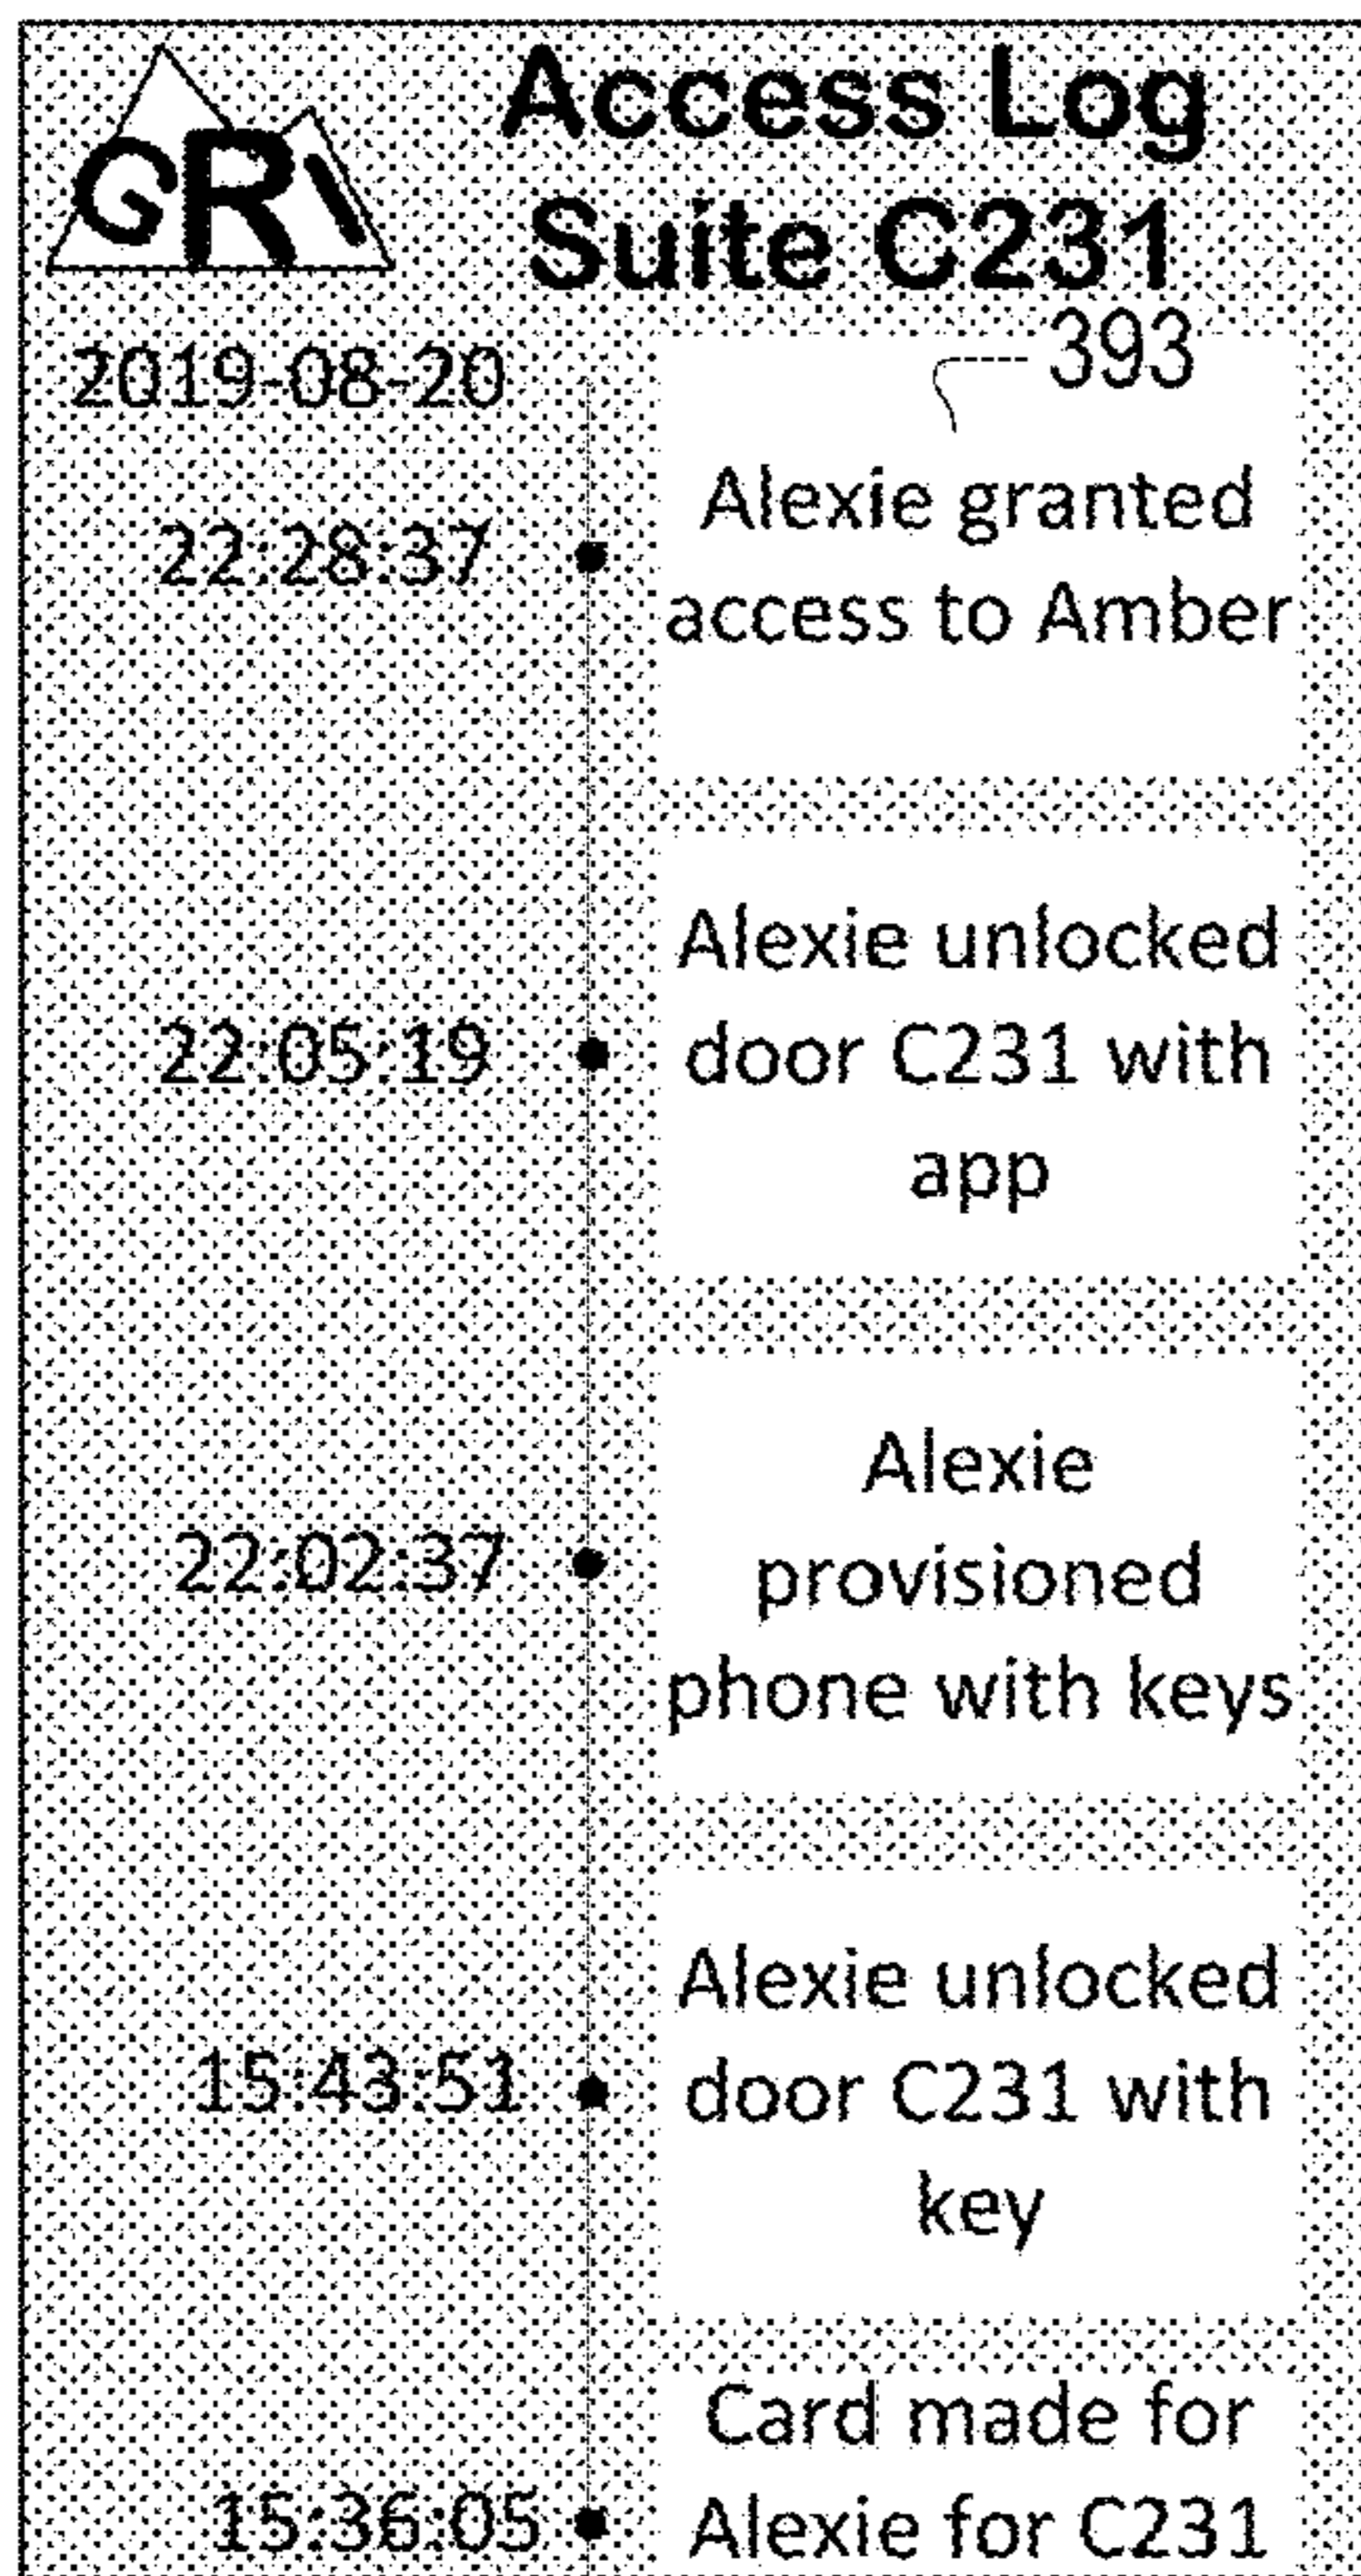 GRI
Access Log
Suite C231
393
2019-08-20
22:28:37
Alexie granted
access to Amber
22:05:19
Alexie unlocked
door C231 with
app
22:02:37
Alexie
provisioned
phone with keys
15:43:51
Alexie unlocked
door C231 with
key
15:36:05
Card made for
Alexie for C231